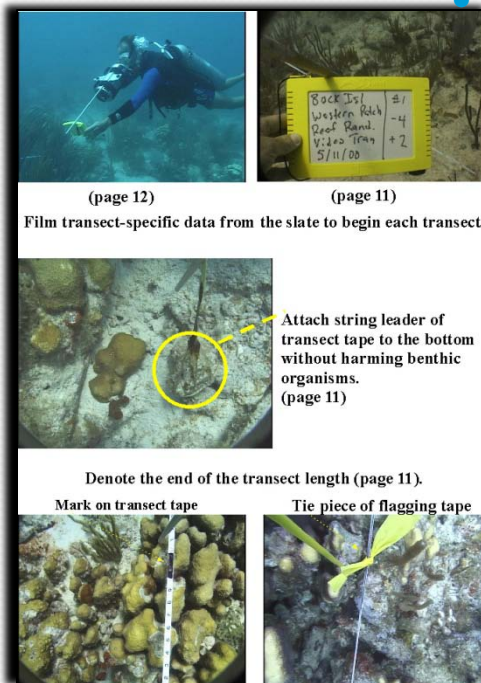 Buck Isl #1
Western Patch -4
Reef Rand.
Video Tran +2
5/11/00
(page 12) (page 11)
Film transect-specific data from the slate to begin each transect
Attach string leader of
transect tape to the bottom
without harming benthic
organisms.
(page 11)
Denote the end of the transect length (page 11).
Mark on transect tape Tie piece of flagging tape